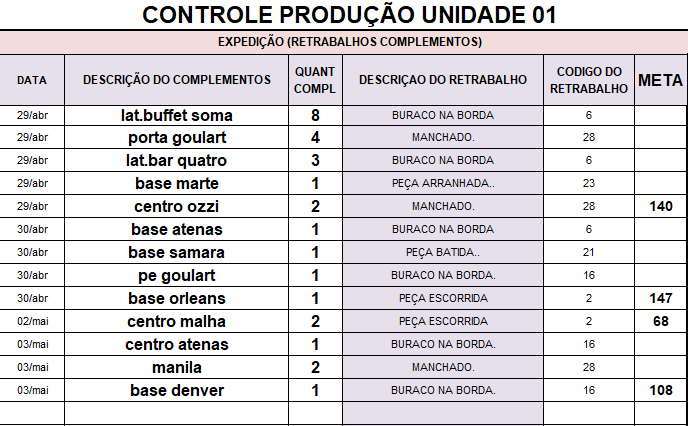 CONTROLE PRODUÇÃO UNIDADE 01
EXPEDIÇÃO (RETRABALHOS COMPLEMENTOS)
DATA DESCRIÇÃO DO COMPLEMENTOS QUANT COMPL DESCRIÇAO DO RETRABALHO CODIGO DO RETRABALHO META
29/abr lat.buffet soma 8 BURACO NA BORDA 6
29/abr porta goulart 4 MANCHADO. 28
29/abr lat.bar quatro 3 BURACO NA BORDA 6
29/abr base marte 1 PEÇA ARRANHADA.. 23
29/abr centro ozzi 2 MANCHADO. 28 140
30/abr base atenas 1 BURACO NA BORDA 6
30/abr base samara 1 PEÇA BATIDA.. 21
30/abr pe goulart 1 BURACO NA BORDA. 16
30/abr base orleans 1 PEÇA ESCORRIDA 2 147
02/mai centro malha 2 PEÇA ESCORRIDA 2 68
03/mai centro atenas 1 BURACO NA BORDA. 16
03/mai manila 2 MANCHADO. 28
03/mai base denver 1 BURACO NA BORDA. 16 108